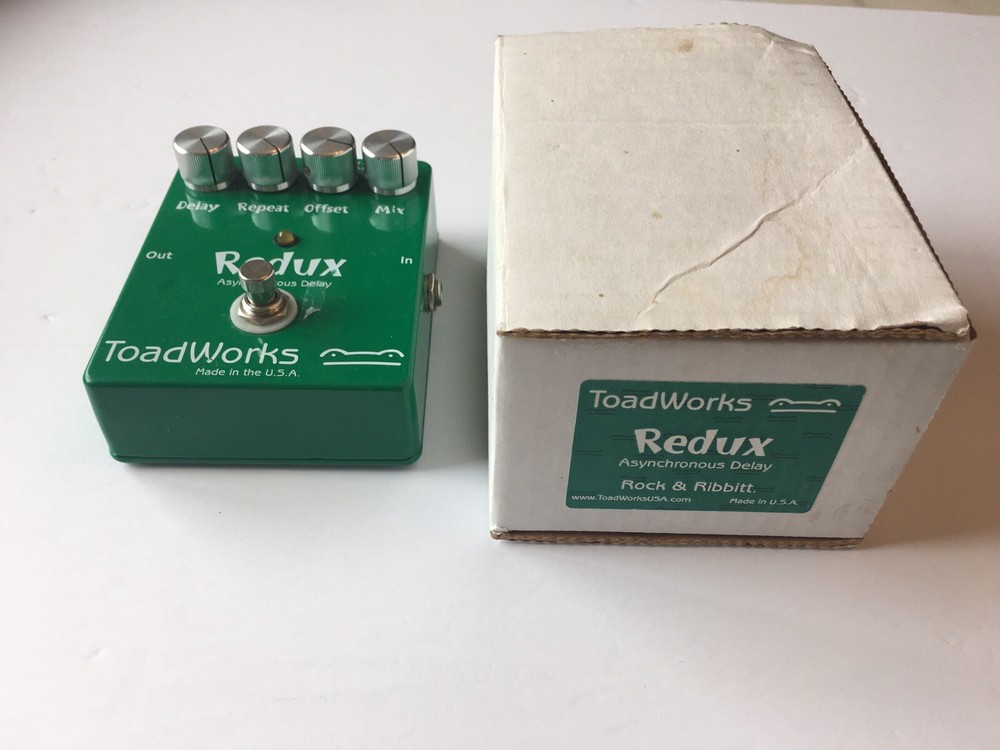 Delay Repeat Offset Mix
Out In
Redux
Asynchronous Delay
ToadWorks
Made in the U.S.A.
ToadWorks
Redux
Asynchronous Delay
Rock & Ribbitt.
www.ToadWorksUSA.com Made in U.S.A.